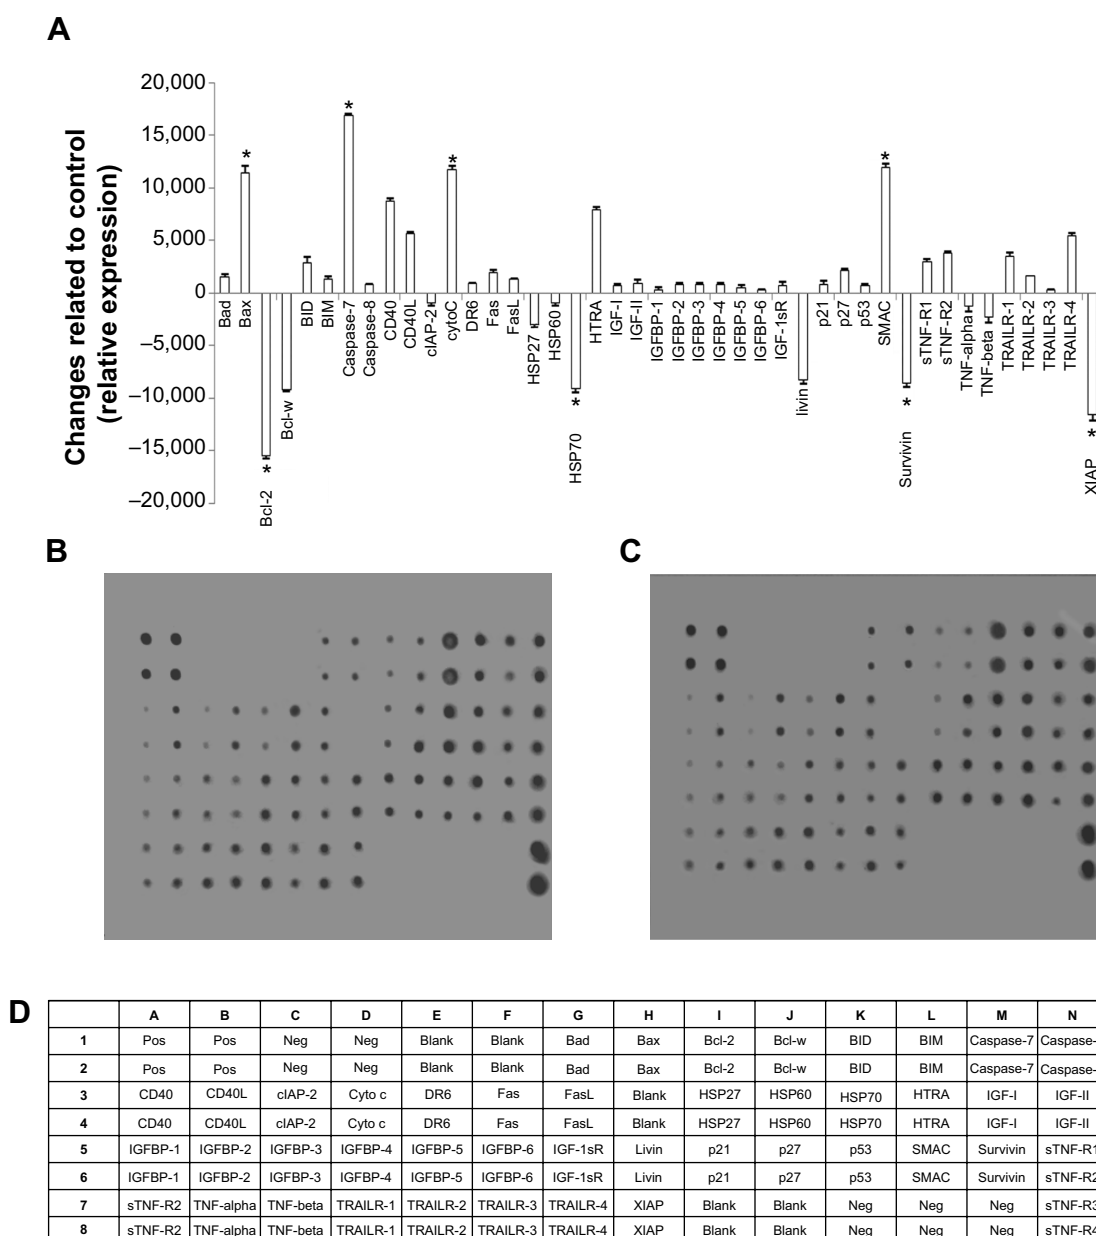 A
Changes related to control
(relative expression)
20,000
15,000
10,000
5,000
0
–5,000
–10,000
–15,000
–20,000
* * * * * * * *
Bad Bax Bcl-2 Bcl-w BID BIM Caspase-7 Caspase-8 CD40 CD40L cIAP-2 cytoC DR6 Fas FasL HSP27 HSP60 HSP70 HTRA IGF-I IGF-II IGFBP-1 IGFBP-2 IGFBP-3 IGFBP-4 IGFBP-5 IGFBP-6 IGF-1sR livin p21 p27 p53 SMAC Survivin sTNF-R1 sTNF-R2 TNF-alpha TNF-beta TRAILR-1 TRAILR-2 TRAILR-3 TRAILR-4 XIAP
B
C
D
A B C D E F G H I J K L M N
1 Pos Pos Neg Neg Blank Blank Bad Bax Bcl-2 Bcl-w BID BIM Caspase-7 Caspase-
2 Pos Pos Neg Neg Blank Blank Bad Bax Bcl-2 Bcl-w BID BIM Caspase-7 Caspase-
3 CD40 CD40L cIAP-2 Cyto c DR6 Fas FasL Blank HSP27 HSP60 HSP70 HTRA IGF-I IGF-II
4 CD40 CD40L cIAP-2 Cyto c DR6 Fas FasL Blank HSP27 HSP60 HSP70 HTRA IGF-I IGF-II
5 IGFBP-1 IGFBP-2 IGFBP-3 IGFBP-4 IGFBP-5 IGFBP-6 IGF-1sR Livin p21 p27 p53 SMAC Survivin sTNF-R1
6 IGFBP-1 IGFBP-2 IGFBP-3 IGFBP-4 IGFBP-5 IGFBP-6 IGF-1sR Livin p21 p27 p53 SMAC Survivin sTNF-R2
7 sTNF-R2 TNF-alpha TNF-beta TRAILR-1 TRAILR-2 TRAILR-3 TRAILR-4 XIAP Blank Blank Neg Neg Neg sTNF-R3
8 sTNF-R2 TNF-alpha TNF-beta TRAILR-1 TRAILR-2 TRAILR-3 TRAILR-4 XIAP Blank Blank Neg Neg Neg sTNF-R4